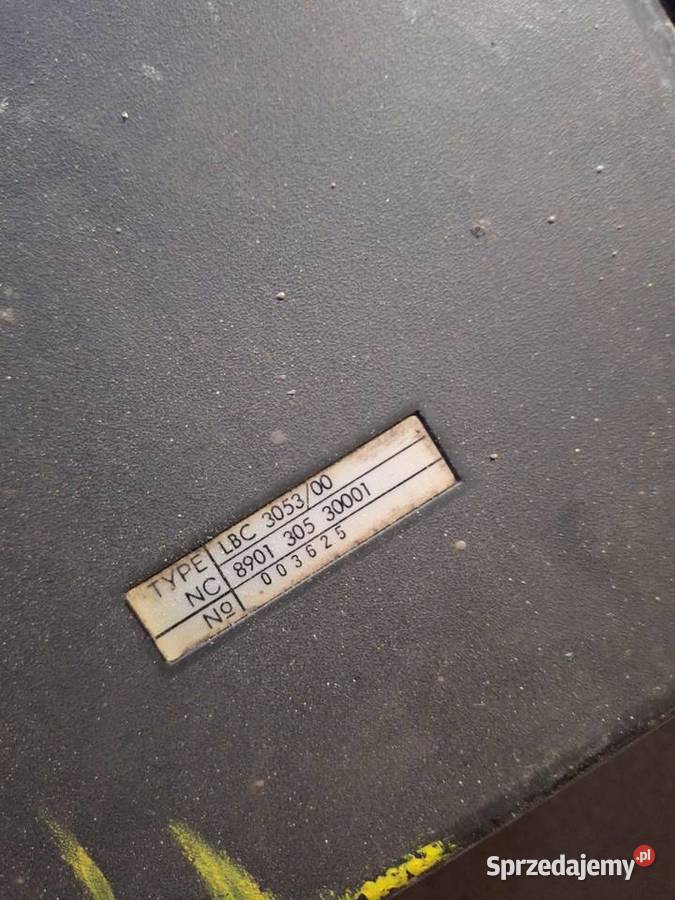 TYPE LBC 3053/00
NC 8901 305 30001
No 003625
Sprzedajemy.pl